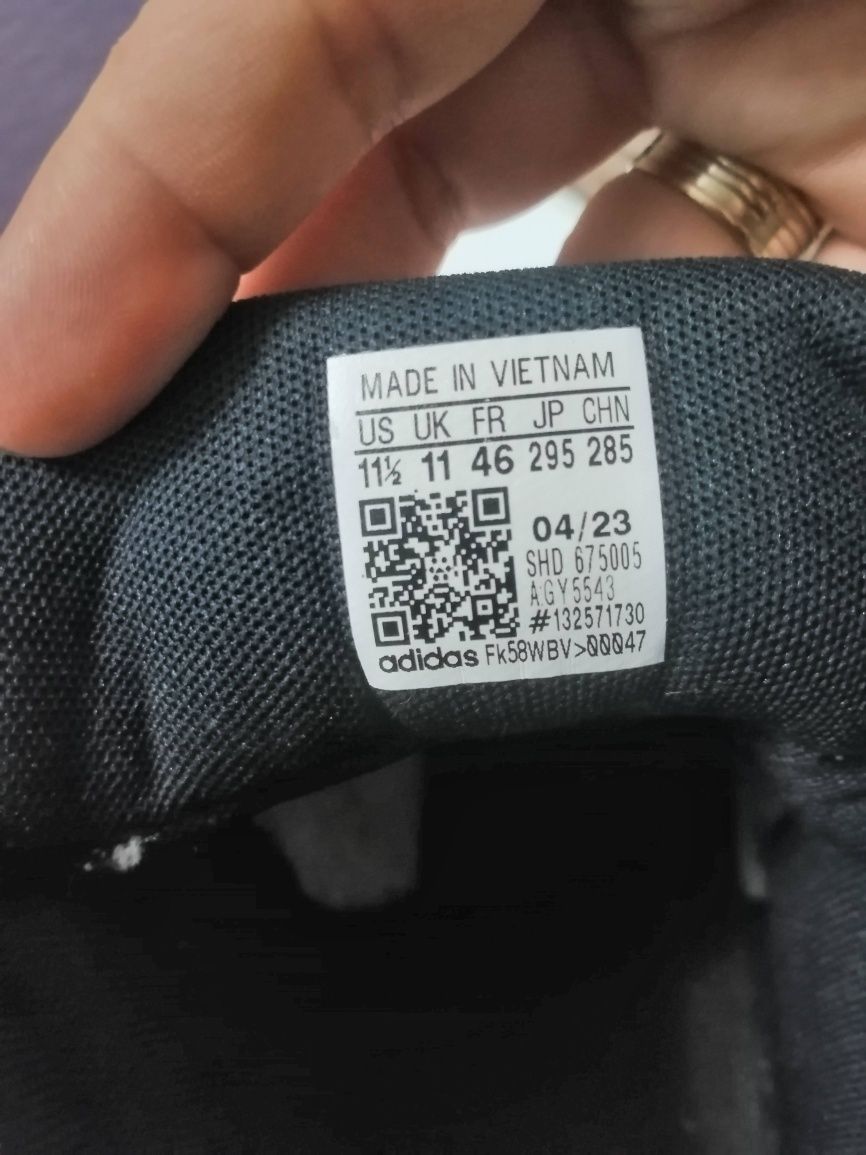 MADE IN VIETNAM
US UK FR JP CHN
11½ 11 46 295 285
04/23
SHD 675005
AGY5543
#132571730
adidas Fk58WBV>00047